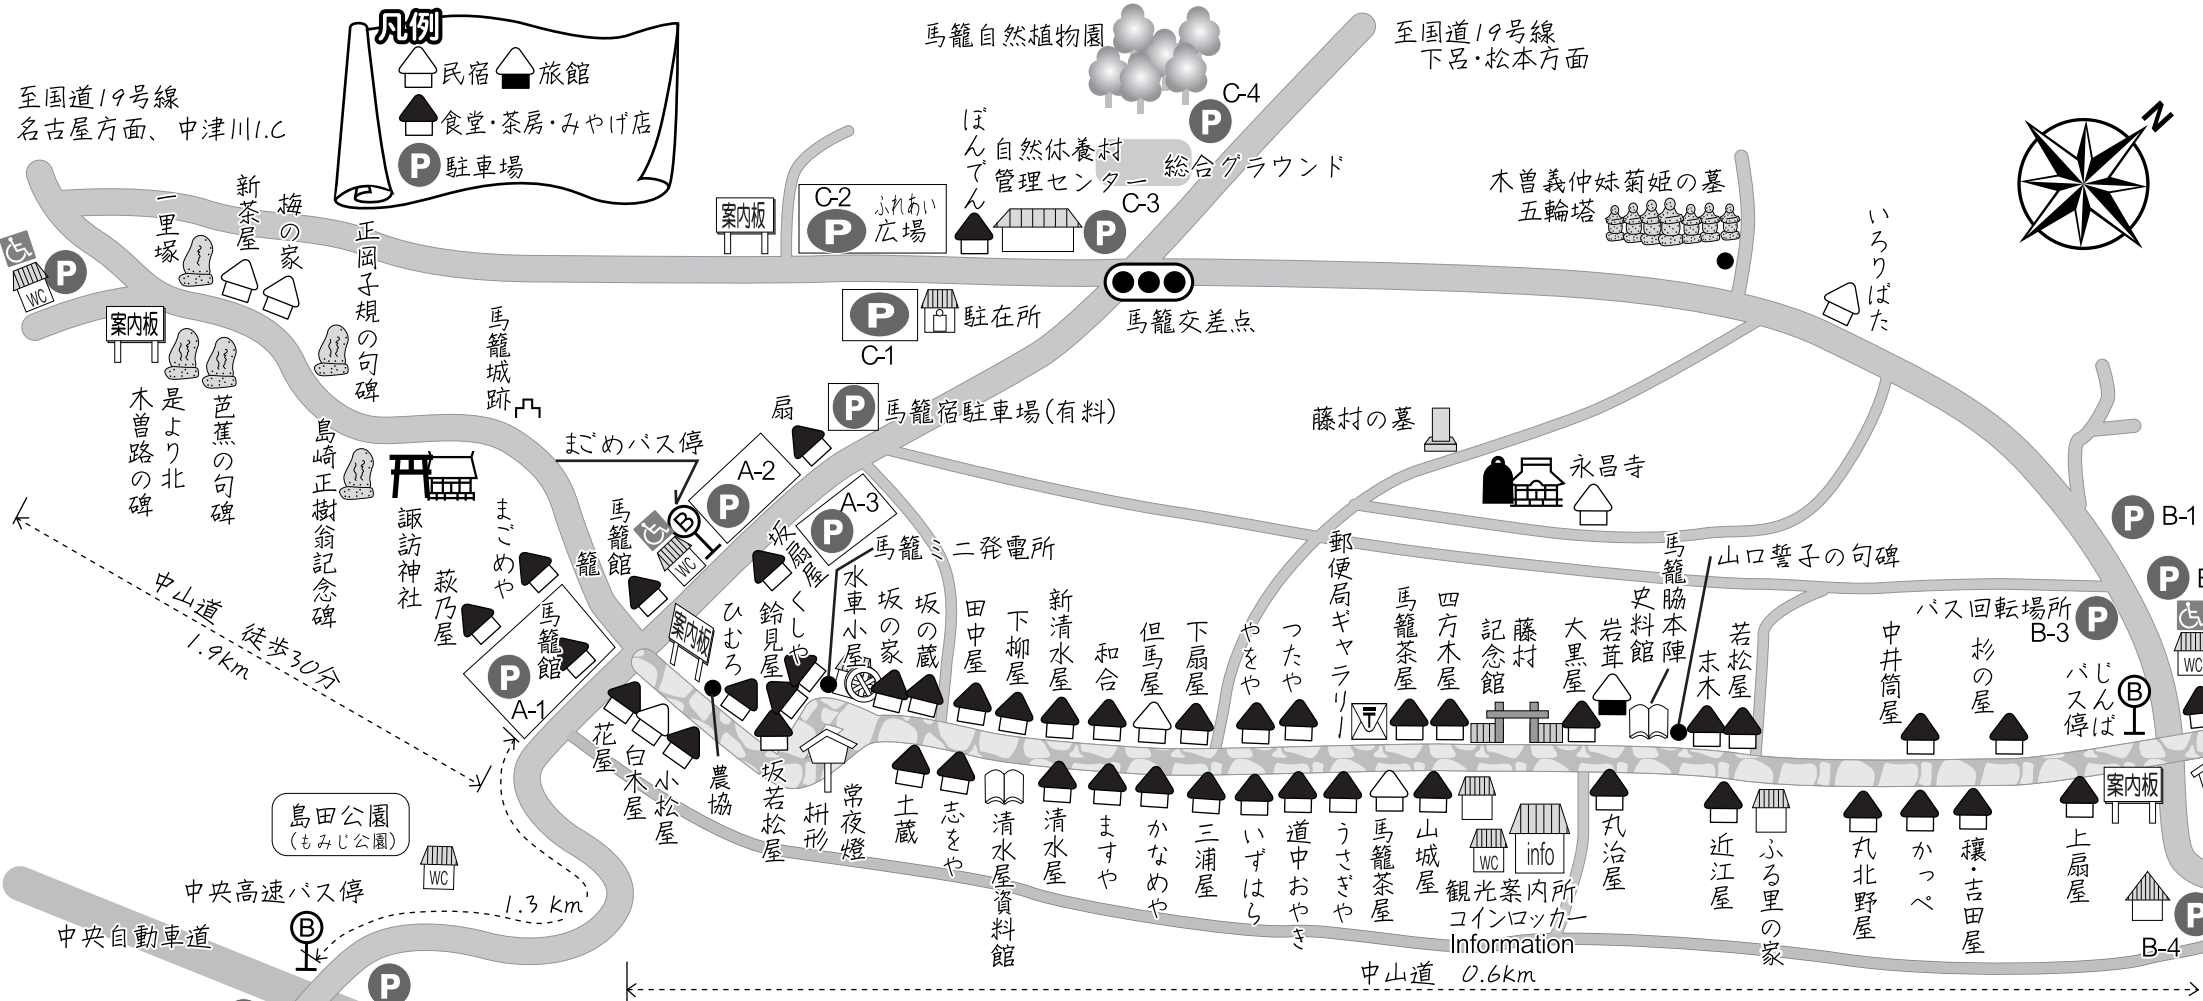 凡例
民宿
旅館
食堂・茶房・みやげ店
P
駐車場
至国道19号線
名古屋方面、中津川I.C
馬籠自然植物園
至国道19号線
下呂・松本方面
N
C-4
P
ぼんでん
自然休養村
管理センター
総合グラウンド
C-3
P
案内板
C-2
P
ふれあい
広場
木曽義仲妹菊姫の墓
五輪塔
いろりばた
一里塚
新茶屋
梅の家
正岡子規の句碑
WC
P
案内板
是より北
木曽路の碑
芭蕉の句碑
馬籠城跡
島崎正樹翁記念碑
諏訪神社
P
C-1
駐在所
馬籠交差点
P
馬籠宿駐車場(有料)
扇
まごめバス停
A-2
P
A-3
P
B
WC
馬籠館
籠
坂扇屋
馬籠ミニ発電所
藤村の墓
永昌寺
P
B-1
P
B
WC
バス回転場所
B-3
P
まごめや
萩乃屋
馬籠館
P
A-1
中山道 徒歩30分
1.9km
案内板
ひむろ
鈴見屋
くしや
水車小屋
坂の家
坂の蔵
田中屋
下柳屋
新清水屋
和合
但馬屋
下扇屋
やをや
つたや
郵便局ギャラリー
馬籠茶屋
四方木屋
藤村
記念館
大黒屋
岩茸
馬籠脇本陣
史料館
山口誓子の句碑
末木
若松屋
中井筒屋
杉の屋
じんば
バス停
B
花屋
白木屋
小松屋
農協
坂若松屋
枡形
常夜燈
土蔵
志をや
清水屋資料館
清水屋
ますや
かなめや
三浦屋
いずはら
道中おやき
うさぎや
馬籠茶屋
山城屋
WC
info
観光案内所
コインロッカー
Information
丸治屋
近江屋
ふる里の家
丸北野屋
かっぺ
穣・吉田屋
上扇屋
案内板
P
B-4
島田公園
(もみじ公園)
WC
中央高速バス停
B
1.3 km
中央自動車道
P
中山道 0.6km